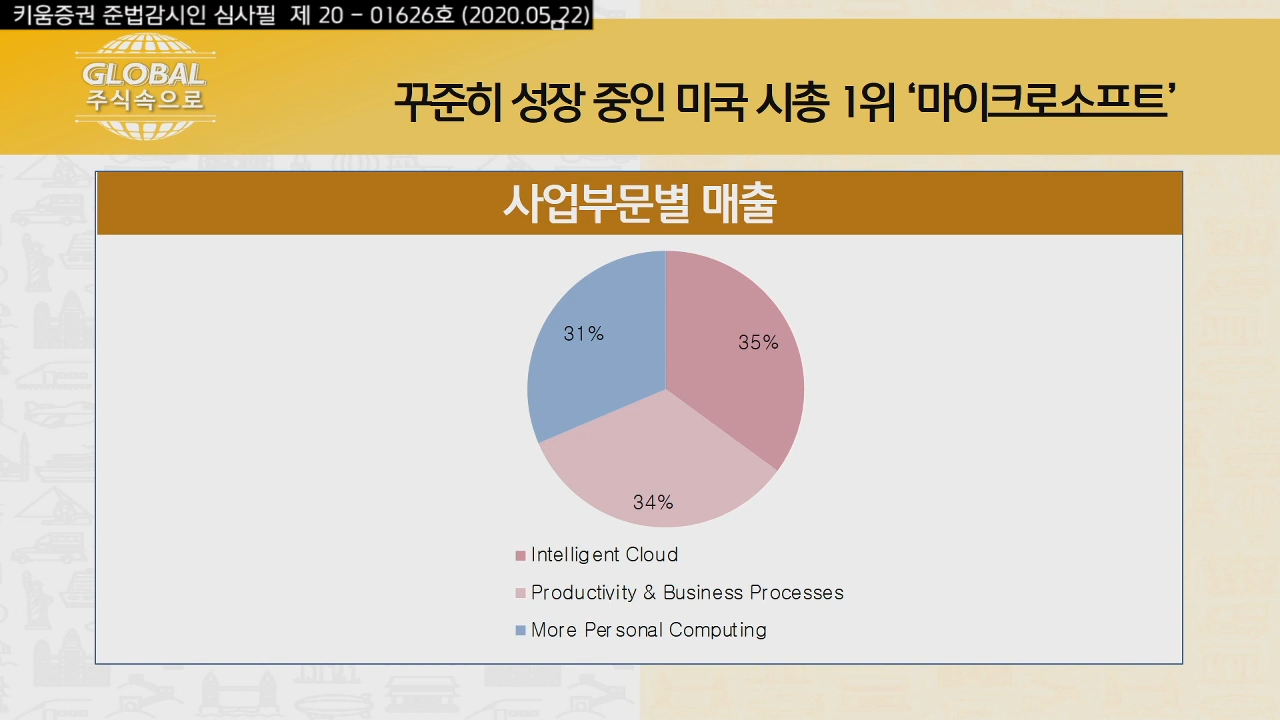 키움증권 준법감시인 심사필 제 20 - 01626호 (2020.05.22)
GLOBAL
주식속으로
꾸준히 성장 중인 미국 시총 1위 ‘마이크로소프트’
사업부문별 매출
31%
35%
34%
Intelligent Cloud
Productivity & Business Processes
More Personal Computing